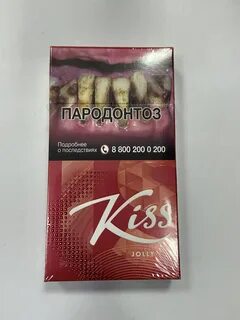 ПАРОДОНТОЗ
Подробнее
о последствиях 8 800 200 0 200
Kiss
JOLLY